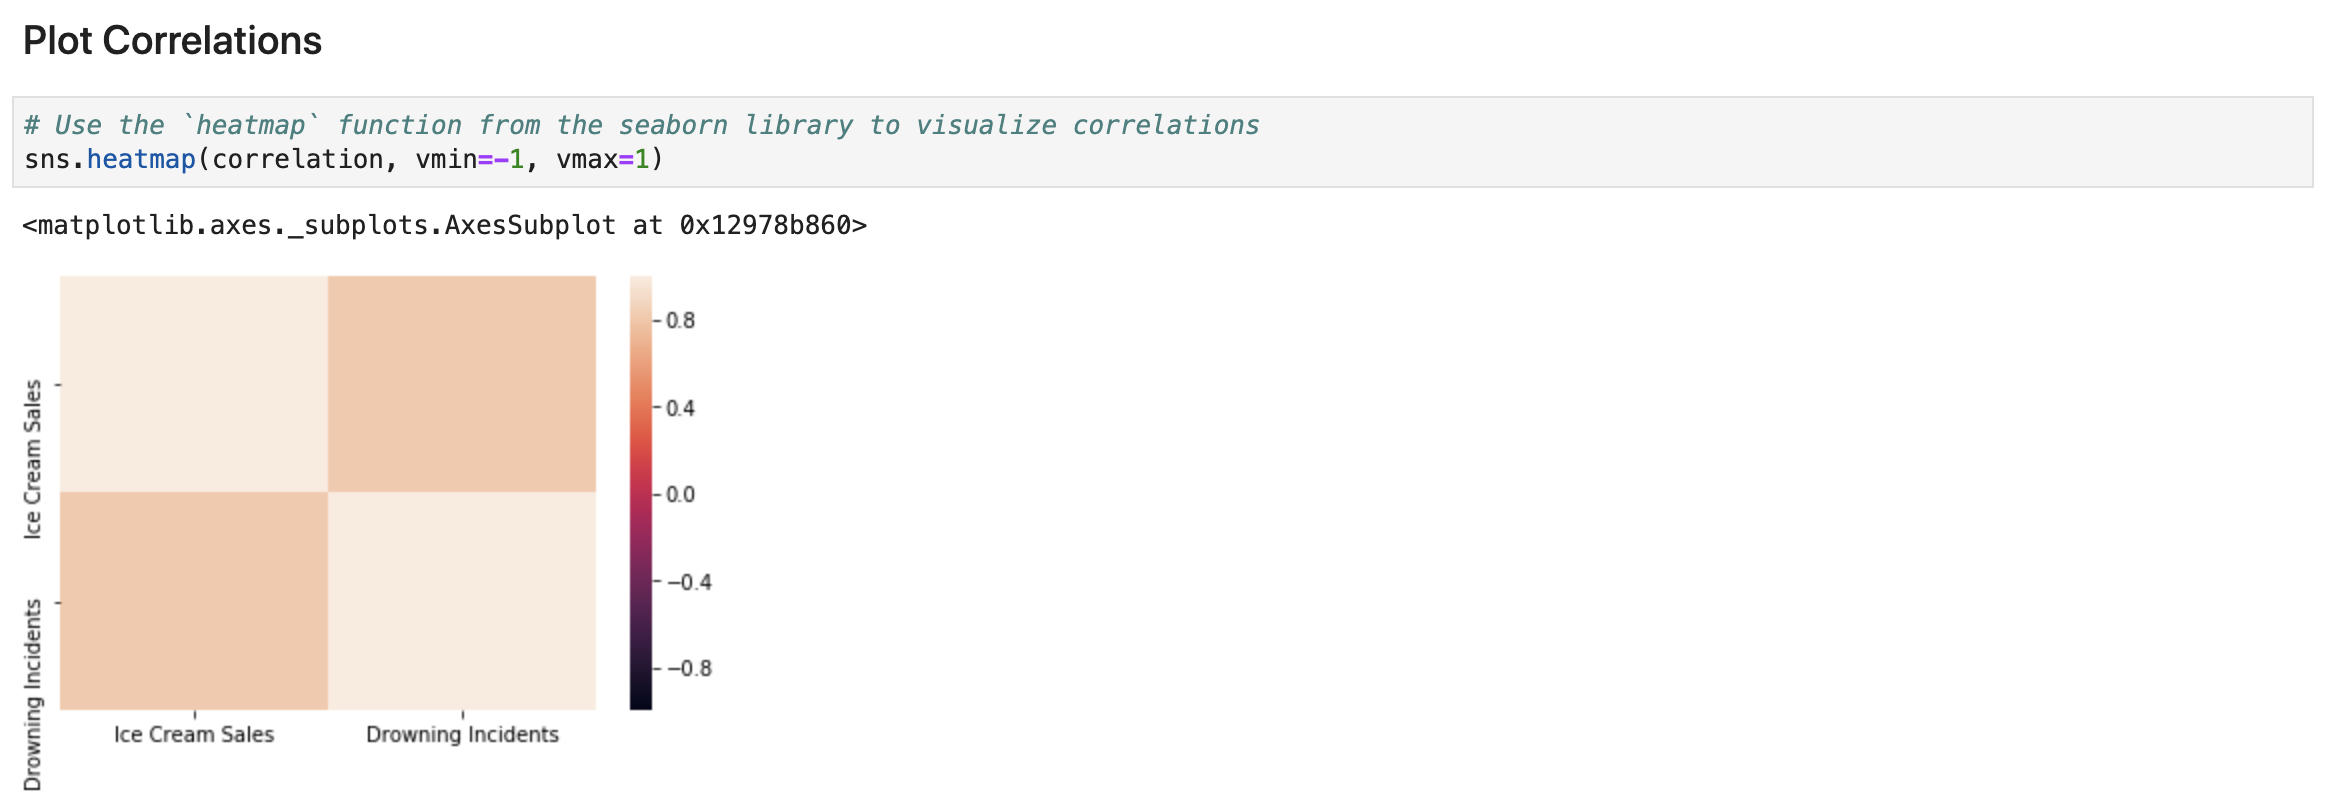 Plot Correlations
# Use the `heatmap` function from the seaborn library to visualize correlations
sns.heatmap(correlation, vmin=-1, vmax=1)
<matplotlib.axes._subplots.AxesSubplot at 0x12978b860>
Ice Cream Sales
Drowning Incidents
Ice Cream Sales
Drowning Incidents
0.8
0.4
0.0
−0.4
−0.8